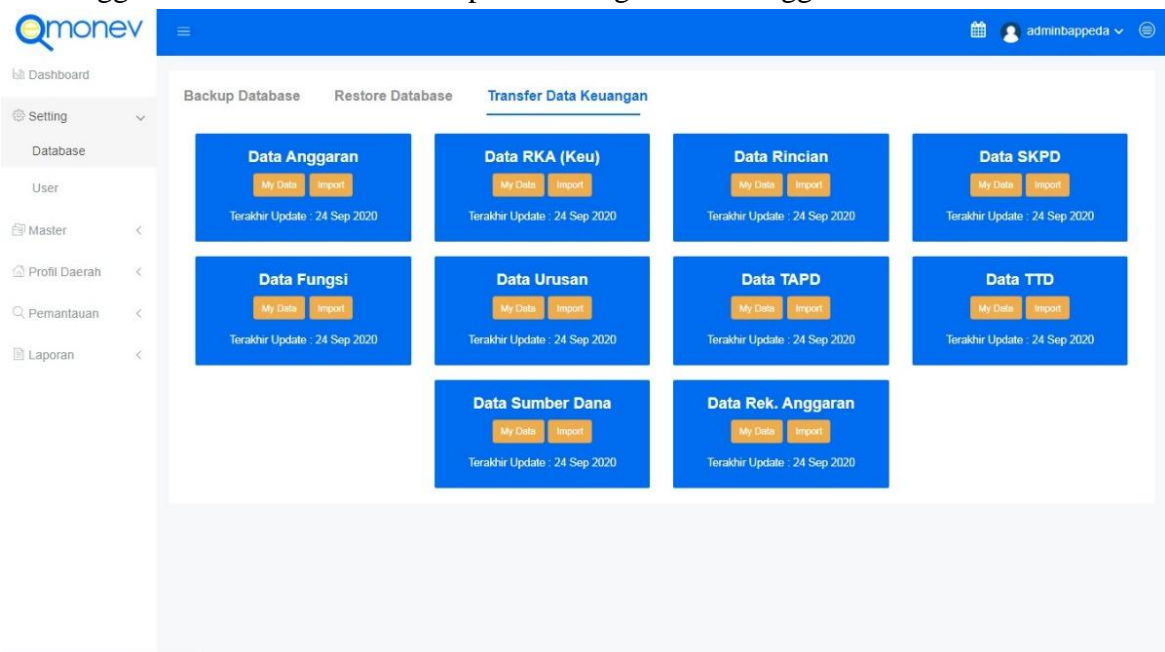 Qmonev
adminbappeda
Dashboard
Setting
Database
User
Master
Profil Daerah
Pemantauan
Laporan
Backup Database Restore Database Transfer Data Keuangan
Data Anggaran
My Data Import
Terakhir Update : 24 Sep 2020
Data RKA (Keu)
My Data Import
Terakhir Update : 24 Sep 2020
Data Rincian
My Data Import
Terakhir Update : 24 Sep 2020
Data SKPD
My Data Import
Terakhir Update : 24 Sep 2020
Data Fungsi
My Data Import
Terakhir Update : 24 Sep 2020
Data Urusan
My Data Import
Terakhir Update : 24 Sep 2020
Data TAPD
My Data Import
Terakhir Update : 24 Sep 2020
Data TTD
My Data Import
Terakhir Update : 24 Sep 2020
Data Sumber Dana
My Data Import
Terakhir Update : 24 Sep 2020
Data Rek. Anggaran
My Data Import
Terakhir Update : 24 Sep 2020